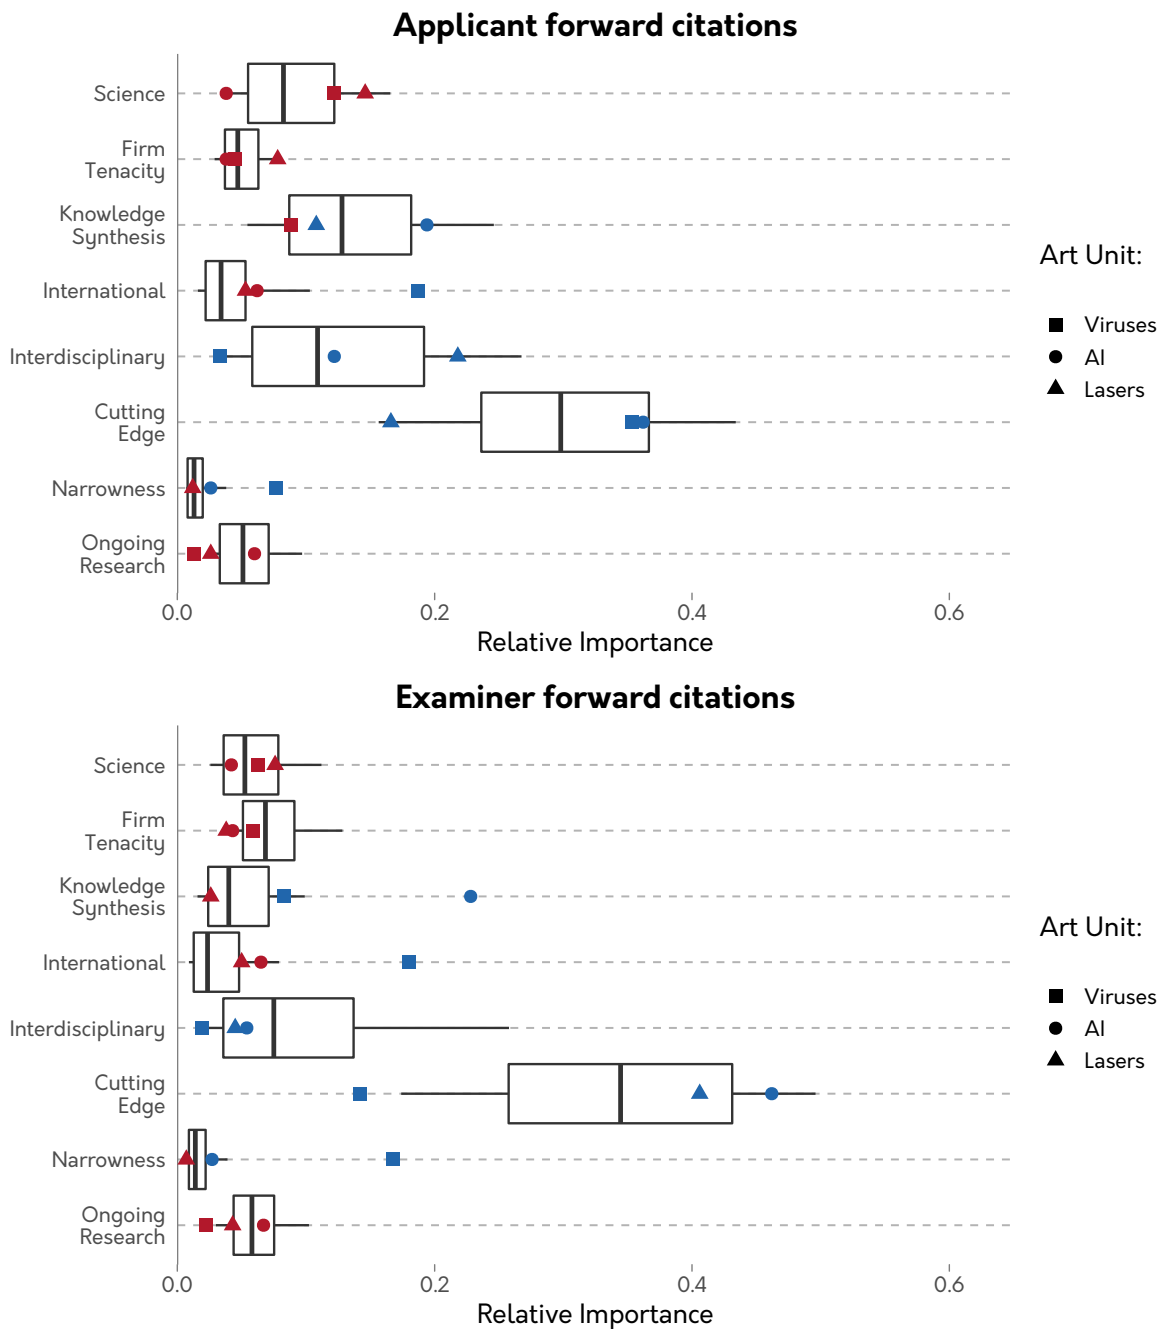 Applicant forward citations
Science
Firm
Tenacity
Knowledge
Synthesis
International
Interdisciplinary
Cutting
Edge
Narrowness
Ongoing
Research
0.0
0.2
0.4
0.6
Relative Importance
Art Unit:
Viruses
AI
Lasers
Examiner forward citations
Science
Firm
Tenacity
Knowledge
Synthesis
International
Interdisciplinary
Cutting
Edge
Narrowness
Ongoing
Research
0.0
0.2
0.4
0.6
Relative Importance
Art Unit:
Viruses
AI
Lasers